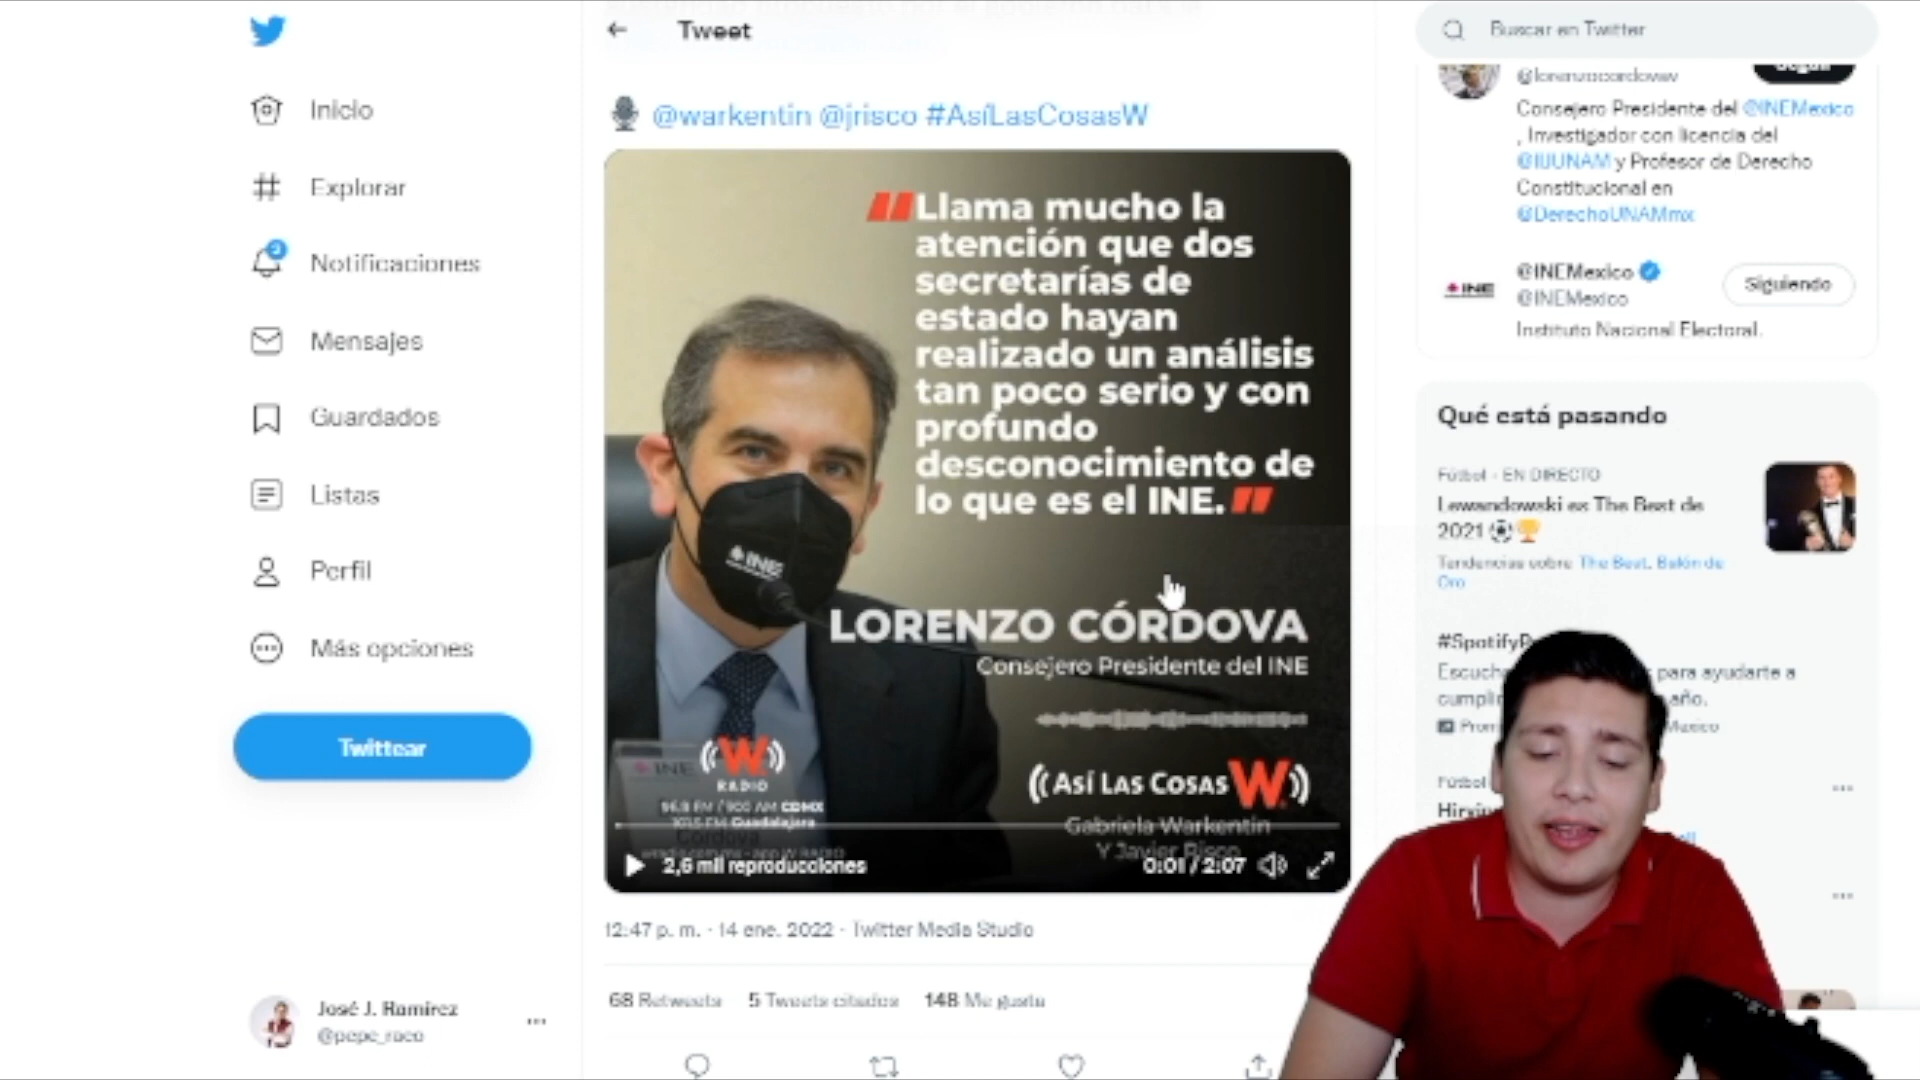 Inicio
Explorar
3
Notificaciones
Mensajes
Guardados
Listas
Perfil
Más opciones
Twittear
José J. Ramirez
@pepe_raco
Tweet
@warkentin @jrisco #AsíLasCosasW
Llama mucho la
atención que dos
secretarías de
estado hayan
realizado un análisis
tan poco serio y con
profundo
desconocimiento de
lo que es el INE.
INE
LORENZO CÓRDOVA
Consejero Presidente del INE
INE
W
RADIO
96.9 FM / 900 AM CDMX
101.5 FM Guadalajara
Así Las Cosas W
Gabriela Warkentin
Y Javier Risco
2,6 mil reproducciones
0:01 / 2:07
12:47 p. m. · 14 ene. 2022 · Twitter Media Studio
68 Retweets 5 Tweets citados 148 Me gusta
Buscar en Twitter
@lorenzocordovav
Seguir
Consejero Presidente del @INEMexico
, Investigador con licencia del
@IIJUNAM y Profesor de Derecho
Constitucional en
@DerechoUNAMmx
INE
@INEMexico
@INEMexico
Siguiendo
Instituto Nacional Electoral.
Qué está pasando
Fútbol · EN DIRECTO
Lewandowski es The Best de
2021
Tendencias sobre The Best, Balón de
Oro
para ayudarte a
año.
Fútbol